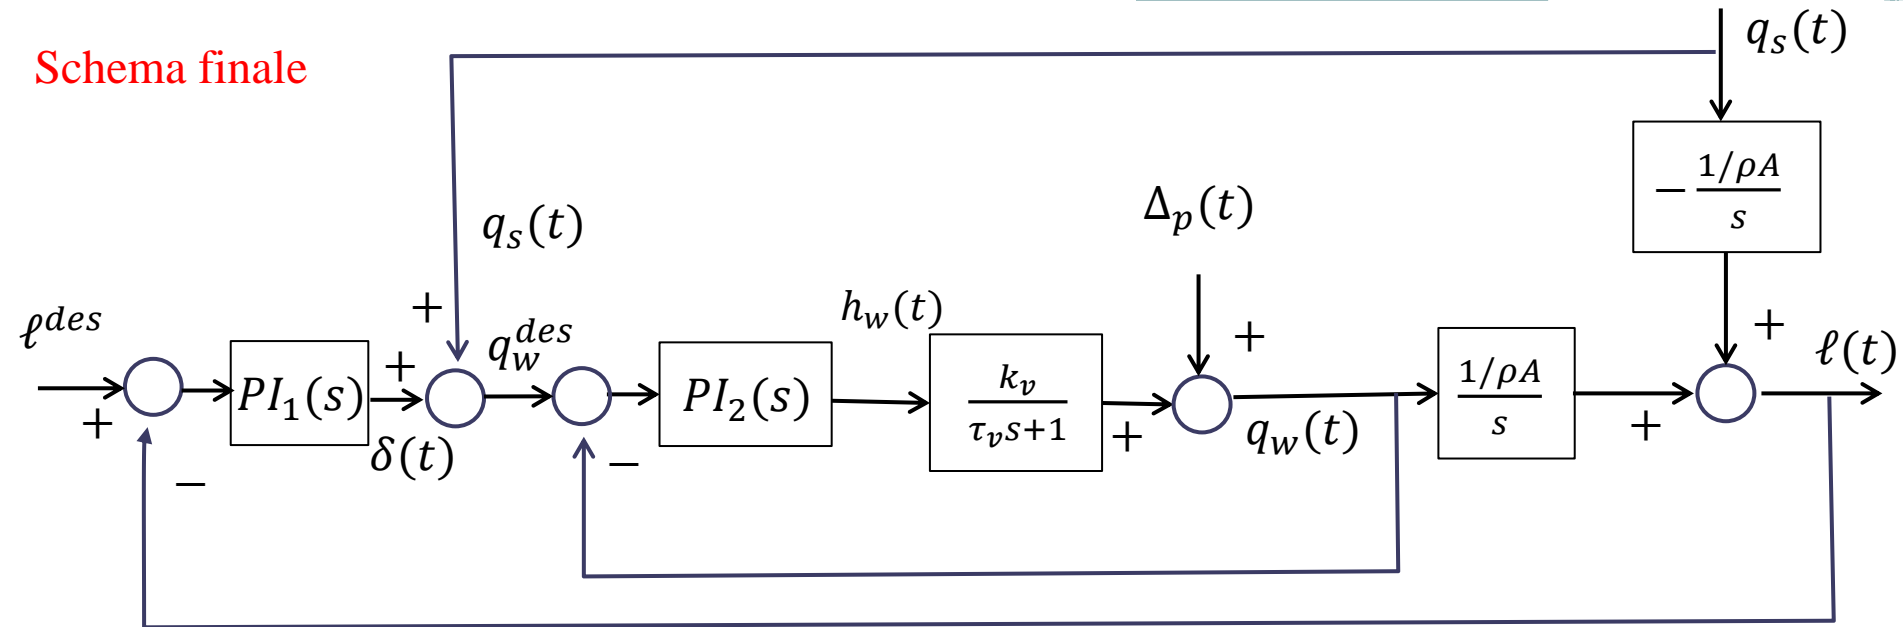 Schema finale
q_s(t)
− (1/ρA)/s
q_s(t)
Δ_p(t)
+
ℓ^{des}
+
−
PI_1(s)
+
δ(t)
q_w^{des}
−
PI_2(s)
h_w(t)
k_v/(τ_v s+1)
+
+
q_w(t)
(1/ρA)/s
+
+
ℓ(t)